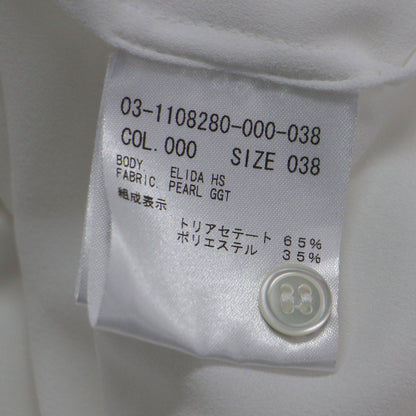 03-1108280-000-038
COL.000 SIZE 038
BODY. ELIDA HS
FABRIC. PEARL GGT
組成表示
トリアセテート 65%
ポリエステル 35%